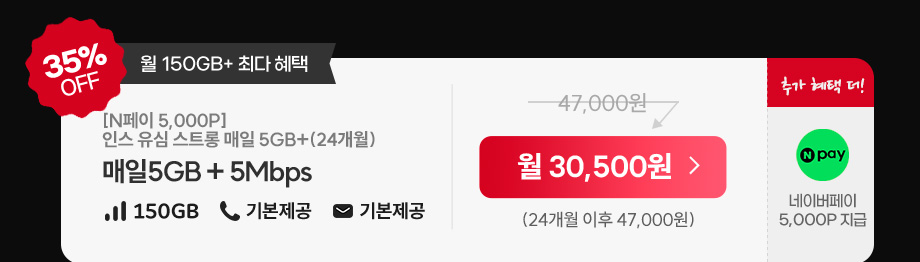 35%
OFF
월 150GB+ 최다 혜택
[N페이 5,000P]
인스 유심 스트롱 매일 5GB+(24개월)
매일5GB + 5Mbps
150GB 기본제공 기본제공
47,000원
월 30,500원
(24개월 이후 47,000원)
추가 혜택 더!
N pay
네이버페이
5,000P 지급